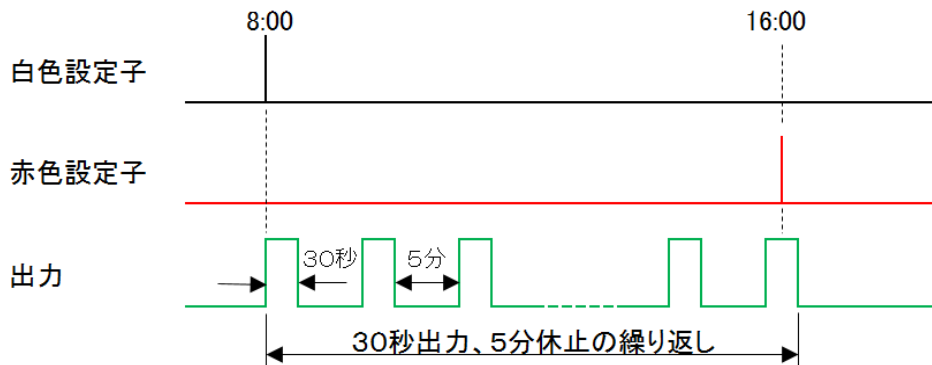 8:00 16:00
白色設定子
赤色設定子
30秒 5分
出力
30秒出力、5分休止の繰り返し